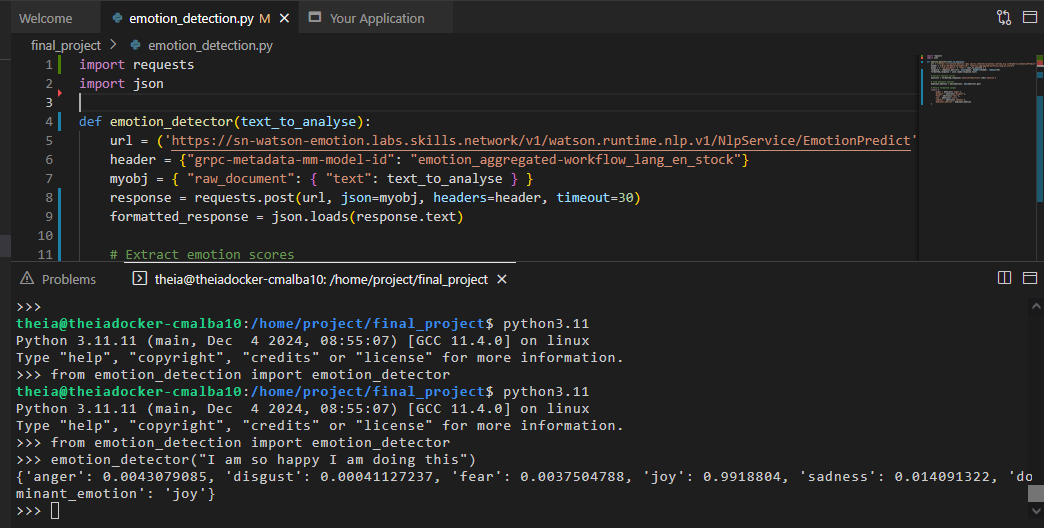 Welcome
emotion_detection.py M
Your Application
final_project > emotion_detection.py
1 import requests
2 import json
3
4 def emotion_detector(text_to_analyse):
5 url = ('https://sn-watson-emotion.labs.skills.network/v1/watson.runtime.nlp.v1/NlpService/EmotionPredict'
6 header = {"grpc-metadata-mm-model-id": "emotion_aggregated-workflow_lang_en_stock"}
7 myobj = { "raw_document": { "text": text_to_analyse } }
8 response = requests.post(url, json=myobj, headers=header, timeout=30)
9 formatted_response = json.loads(response.text)
10
11 # Extract emotion scores
Problems
theia@theiadocker-cmalba10: /home/project/final_project
>>>
theia@theiadocker-cmalba10:/home/project/final_project$ python3.11
Python 3.11.11 (main, Dec  4 2024, 08:55:07) [GCC 11.4.0] on linux
Type "help", "copyright", "credits" or "license" for more information.
>>> from emotion_detection import emotion_detector
theia@theiadocker-cmalba10:/home/project/final_project$ python3.11
Python 3.11.11 (main, Dec  4 2024, 08:55:07) [GCC 11.4.0] on linux
Type "help", "copyright", "credits" or "license" for more information.
>>> from emotion_detection import emotion_detector
>>> emotion_detector("I am so happy I am doing this")
{'anger': 0.0043079085, 'disgust': 0.00041127237, 'fear': 0.0037504788, 'joy': 0.9918804, 'sadness': 0.014091322, 'do
minant_emotion': 'joy'}
>>>